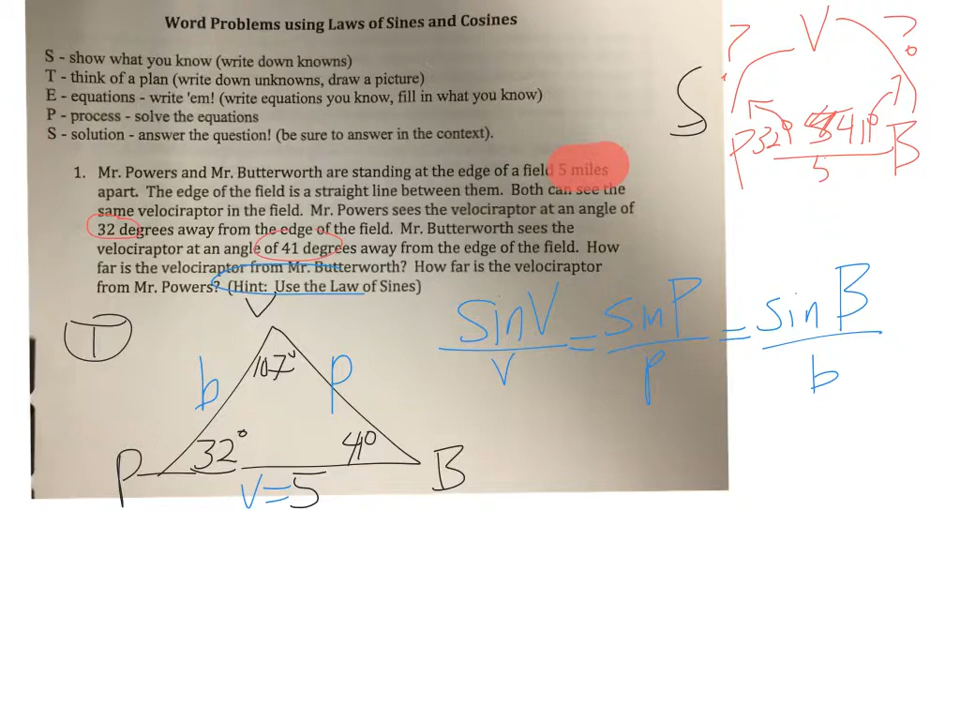 Word Problems using Laws of Sines and Cosines
S - show what you know (write down knowns)
T - think of a plan (write down unknowns, draw a picture)
E - equations - write 'em! (write equations you know, fill in what you know)
P - process - solve the equations
S - solution - answer the question! (be sure to answer in the context).
1. Mr. Powers and Mr. Butterworth are standing at the edge of a field 5 miles
apart. The edge of the field is a straight line between them. Both can see the
same velociraptor in the field. Mr. Powers sees the velociraptor at an angle of
32 degrees away from the edge of the field. Mr. Butterworth sees the
velociraptor at an angle of 41 degrees away from the edge of the field. How
far is the velociraptor from Mr. Butterworth? How far is the velociraptor
from Mr. Powers? (Hint: Use the Law of Sines)
S
? V ?
P 32° 41° B
5
T
V
107°
b p
32° 41°
P B
v=5
sin V = sin P = sin B
v p b